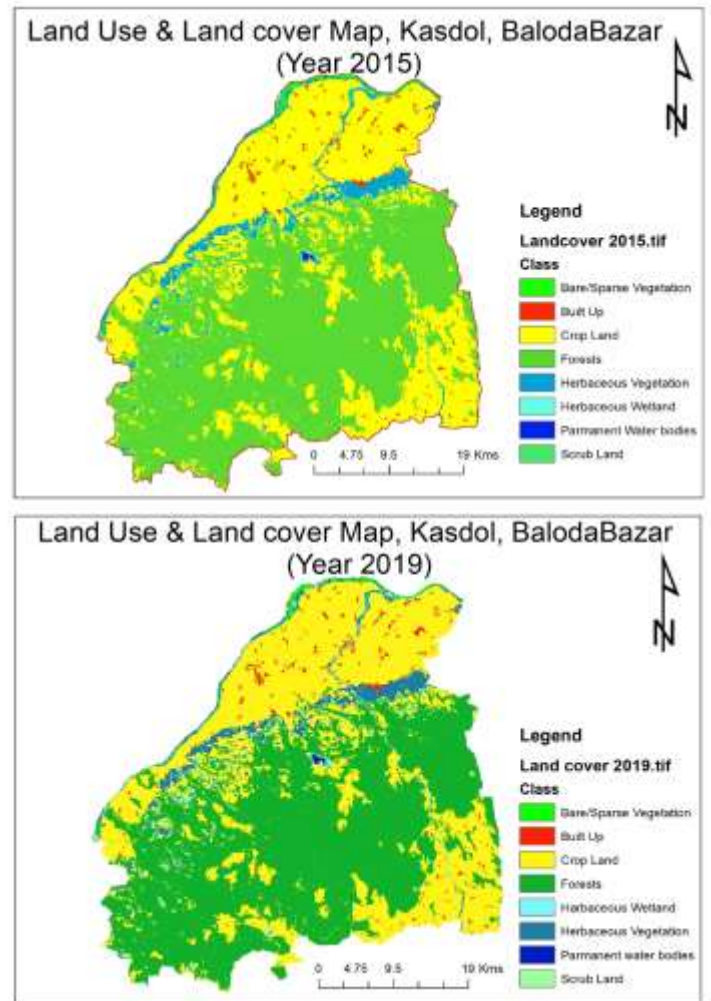 Land Use & Land cover Map, Kasdol, BalodaBazar
(Year 2015)
N
Legend
Landcover 2015.tif
Class
Bare/Sparse Vegetation
Built Up
Crop Land
Forests
Herbaceous Vegetation
Herbaceous Wetland
Parmanent Water bodies
Scrub Land
0 4.75 9.5 19 Kms
Land Use & Land cover Map, Kasdol, BalodaBazar
(Year 2019)
N
Legend
Land cover 2019.tif
Class
Bare/Sparse Vegetation
Built Up
Crop Land
Forests
Harbaceous Wetland
Herbaceous Vegetation
Parmanent water bodies
Scrub Land
0 4.75 9.5 19 Kms